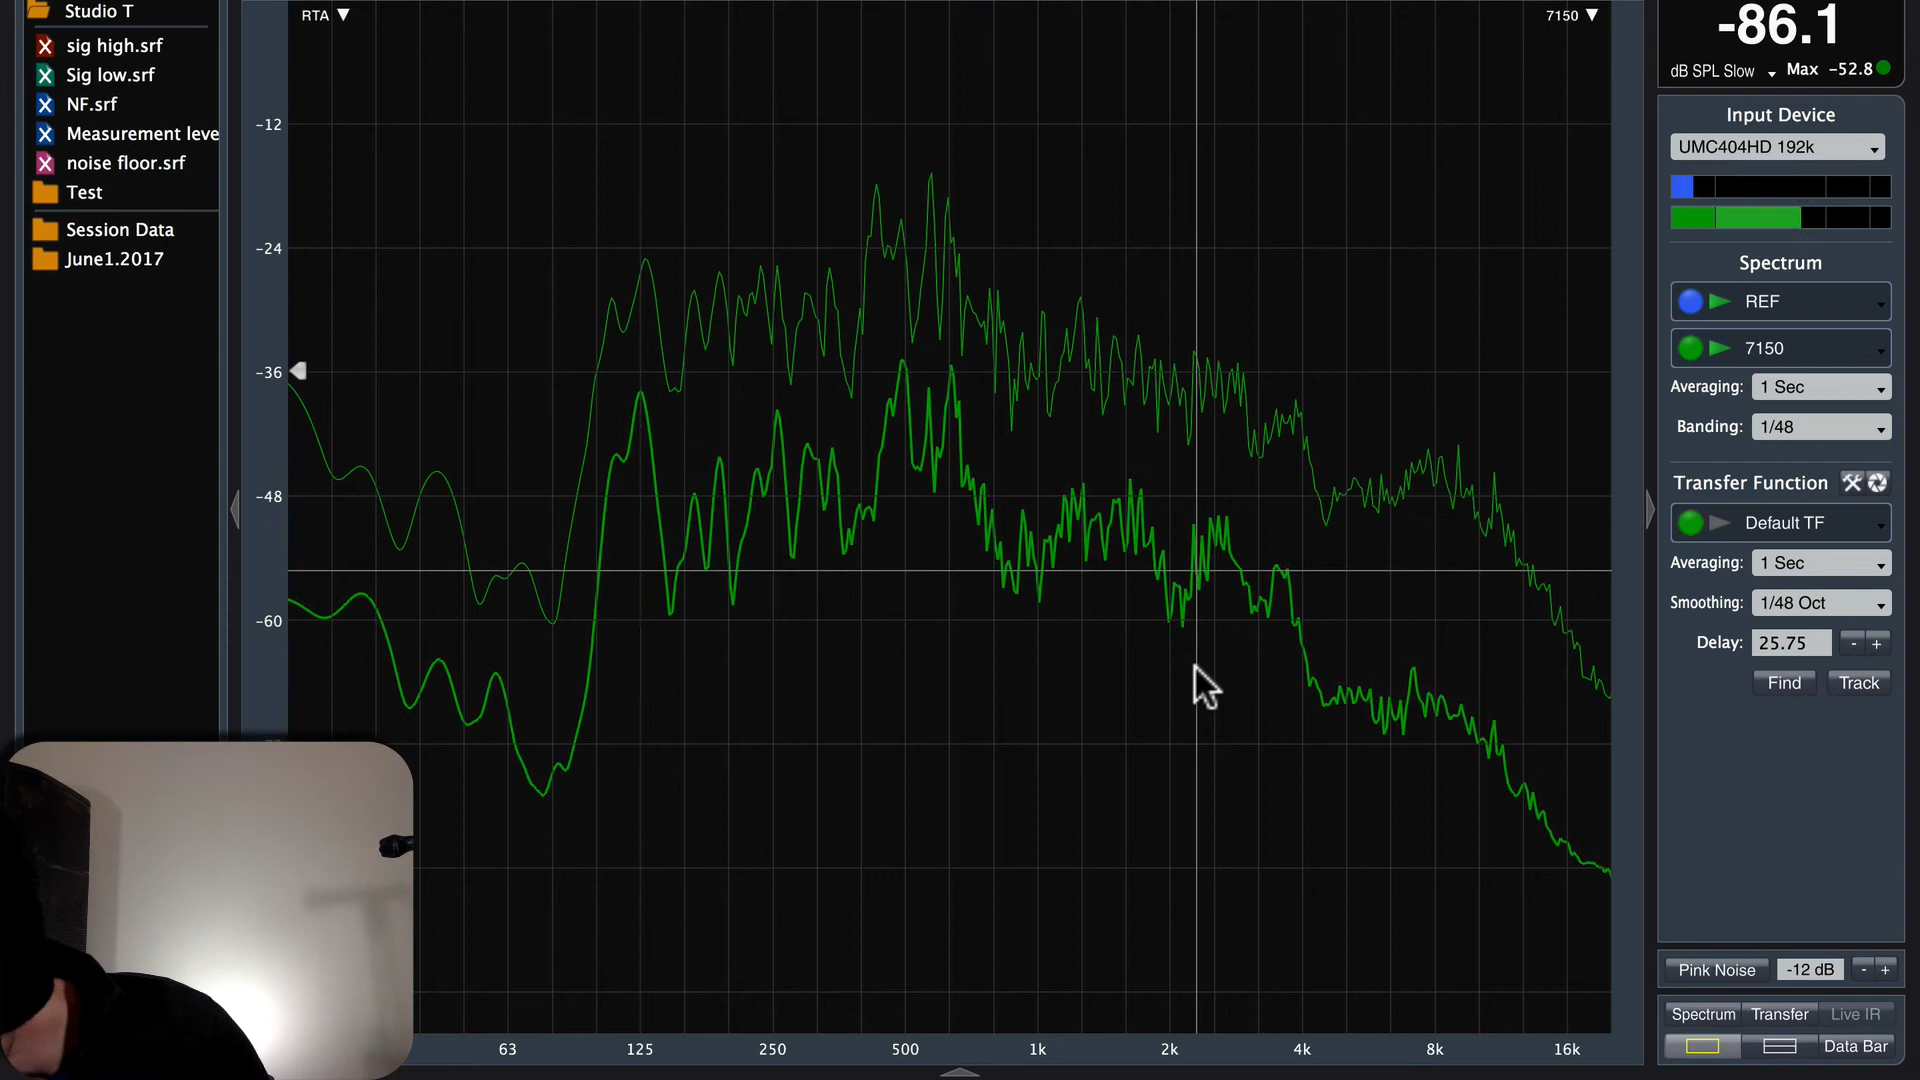 Studio T
sig high.srf
Sig low.srf
NF.srf
Measurement leve
noise floor.srf
Test
Session Data
June1.2017
RTA
7150
-12
-24
-36
-48
-60
63 125 250 500 1k 2k 4k 8k 16k
-86.1
dB SPL Slow Max -52.8
Input Device
UMC404HD 192k
Spectrum
REF
7150
Averaging: 1 Sec
Banding: 1/48
Transfer Function
Default TF
Averaging: 1 Sec
Smoothing: 1/48 Oct
Delay: 25.75 - +
Find Track
Pink Noise -12 dB - +
Spectrum Transfer Live IR
Data Bar